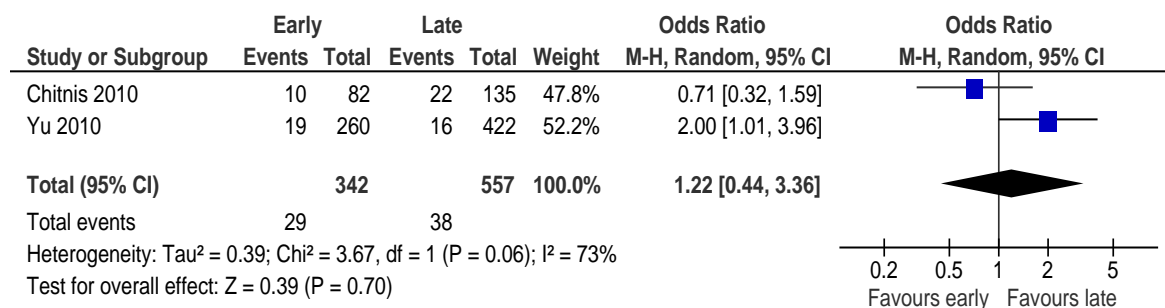 Early Late Odds Ratio Odds Ratio
Study or Subgroup Events Total Events Total Weight M-H, Random, 95% CI M-H, Random, 95% CI
Chitnis 2010 10 82 22 135 47.8% 0.71 [0.32, 1.59]
Yu 2010 19 260 16 422 52.2% 2.00 [1.01, 3.96]
Total (95% CI) 342 557 100.0% 1.22 [0.44, 3.36]
Total events 29 38
Heterogeneity: Tau² = 0.39; Chi² = 3.67, df = 1 (P = 0.06); I² = 73%
Test for overall effect: Z = 0.39 (P = 0.70)
0.2 0.5 1 2 5
Favours early Favours late